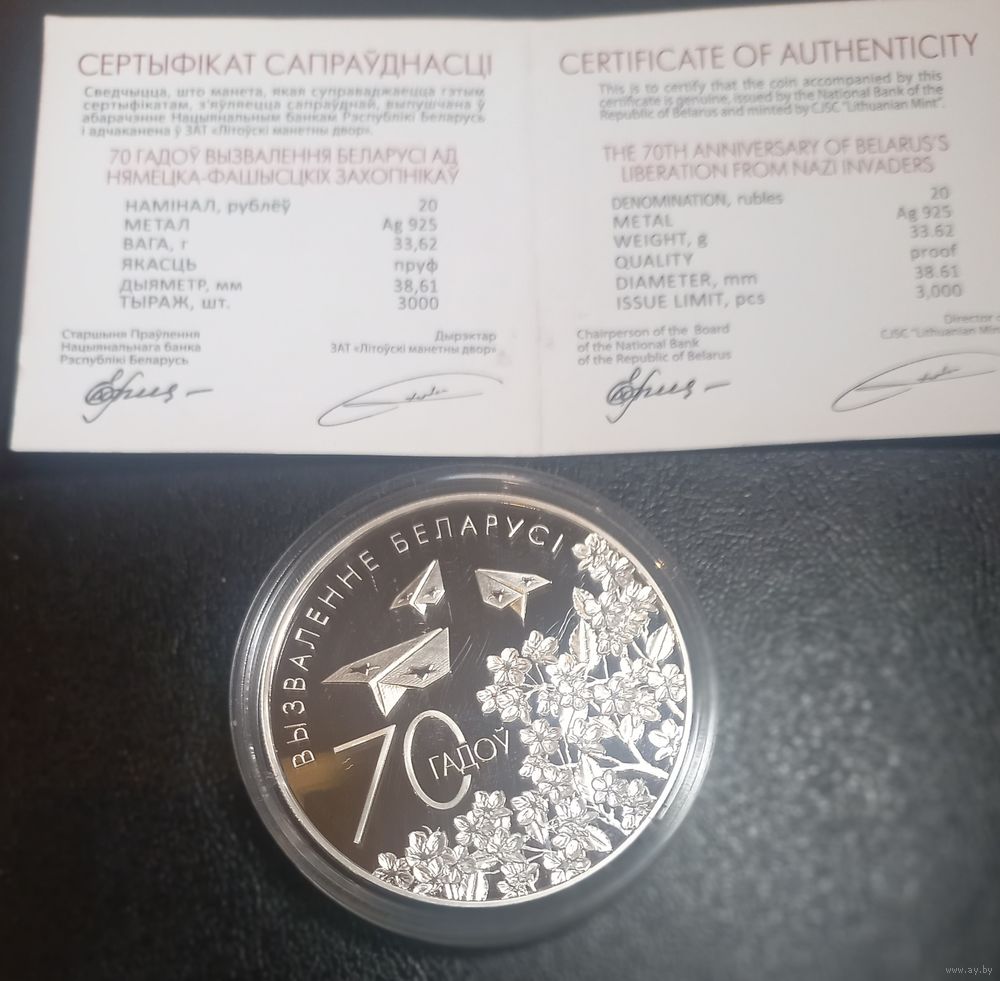 СЕРТЫФІКАТ САПРАЎДНАСЦІ
Сведчыцца, што манета, якая суправаджаецца гэтым
сертыфікатам, з'яўляецца сапраўднай, выпушчана ў
абарачэнне Нацыянальным банкам Рэспублікі Беларусь
і адчаканена ў ЗАТ «Літоўскі манетны двор».
70 ГАДОЎ ВЫЗВАЛЕННЯ БЕЛАРУСІ АД
НЯМЕЦКА-ФАШЫСЦКІХ ЗАХОПНІКАЎ
НАМІНАЛ, рублёў 20
МЕТАЛ Ag 925
ВАГА, г 33,62
ЯКАСЦЬ пруф
ДЫЯМЕТР, мм 38,61
ТЫРАЖ, шт. 3000
Старшыня Праўлення
Нацыянальнага банка
Рэспублікі Беларусь
Дырэктар
ЗАТ «Літоўскі манетны двор»
CERTIFICATE OF AUTHENTICITY
This is to certify that the coin accompanied by this
certificate is genuine, issued by the National Bank of the
Republic of Belarus and minted by CJSC "Lithuanian Mint".
THE 70TH ANNIVERSARY OF BELARUS'S
LIBERATION FROM NAZI INVADERS
DENOMINATION, rubles 20
METAL Ag 925
WEIGHT, g 33.62
QUALITY proof
DIAMETER, mm 38.61
ISSUE LIMIT, pcs 3,000
Chairperson of the Board
of the National Bank
of the Republic of Belarus
Director
CJSC "Lithuanian
ВЫЗВАЛЕННЕ БЕЛАРУСІ
70 ГАДОЎ
www.ay.by